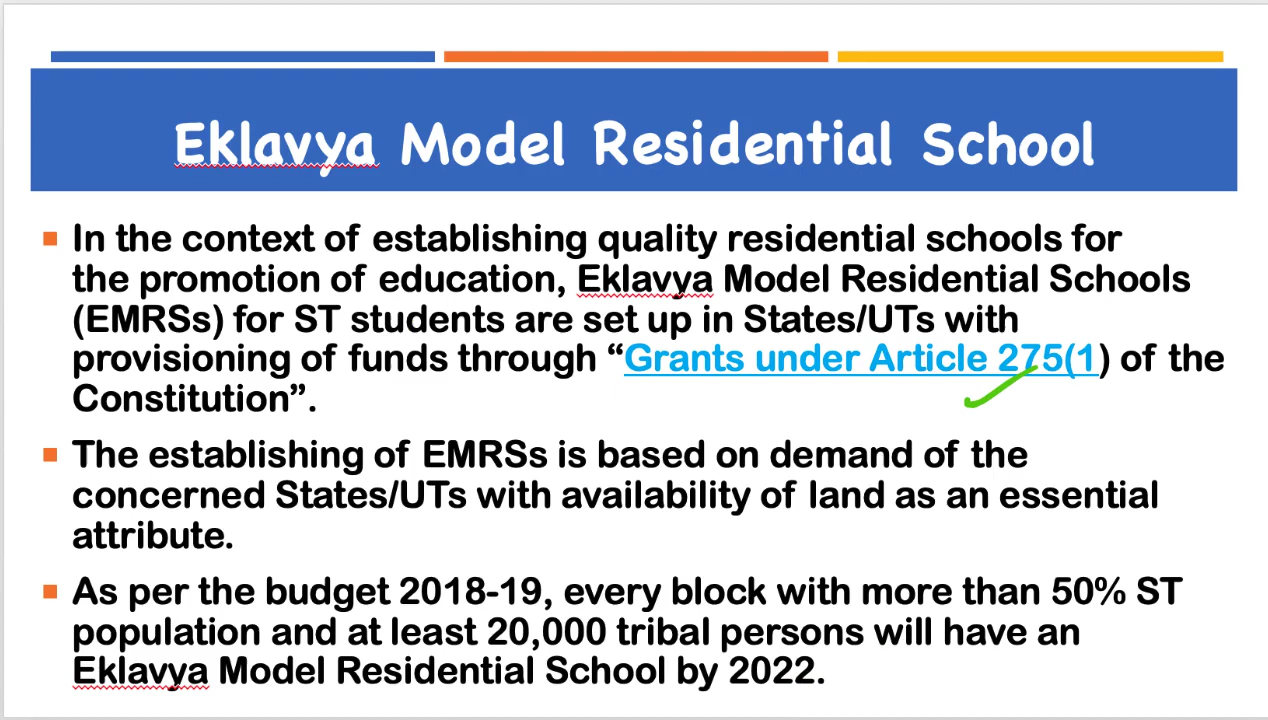 Eklavya Model Residential School
In the context of establishing quality residential schools for
the promotion of education, Eklavya Model Residential Schools
(EMRSs) for ST students are set up in States/UTs with
provisioning of funds through “Grants under Article 275(1) of the
Constitution”.
The establishing of EMRSs is based on demand of the
concerned States/UTs with availability of land as an essential
attribute.
As per the budget 2018-19, every block with more than 50% ST
population and at least 20,000 tribal persons will have an
Eklavya Model Residential School by 2022.